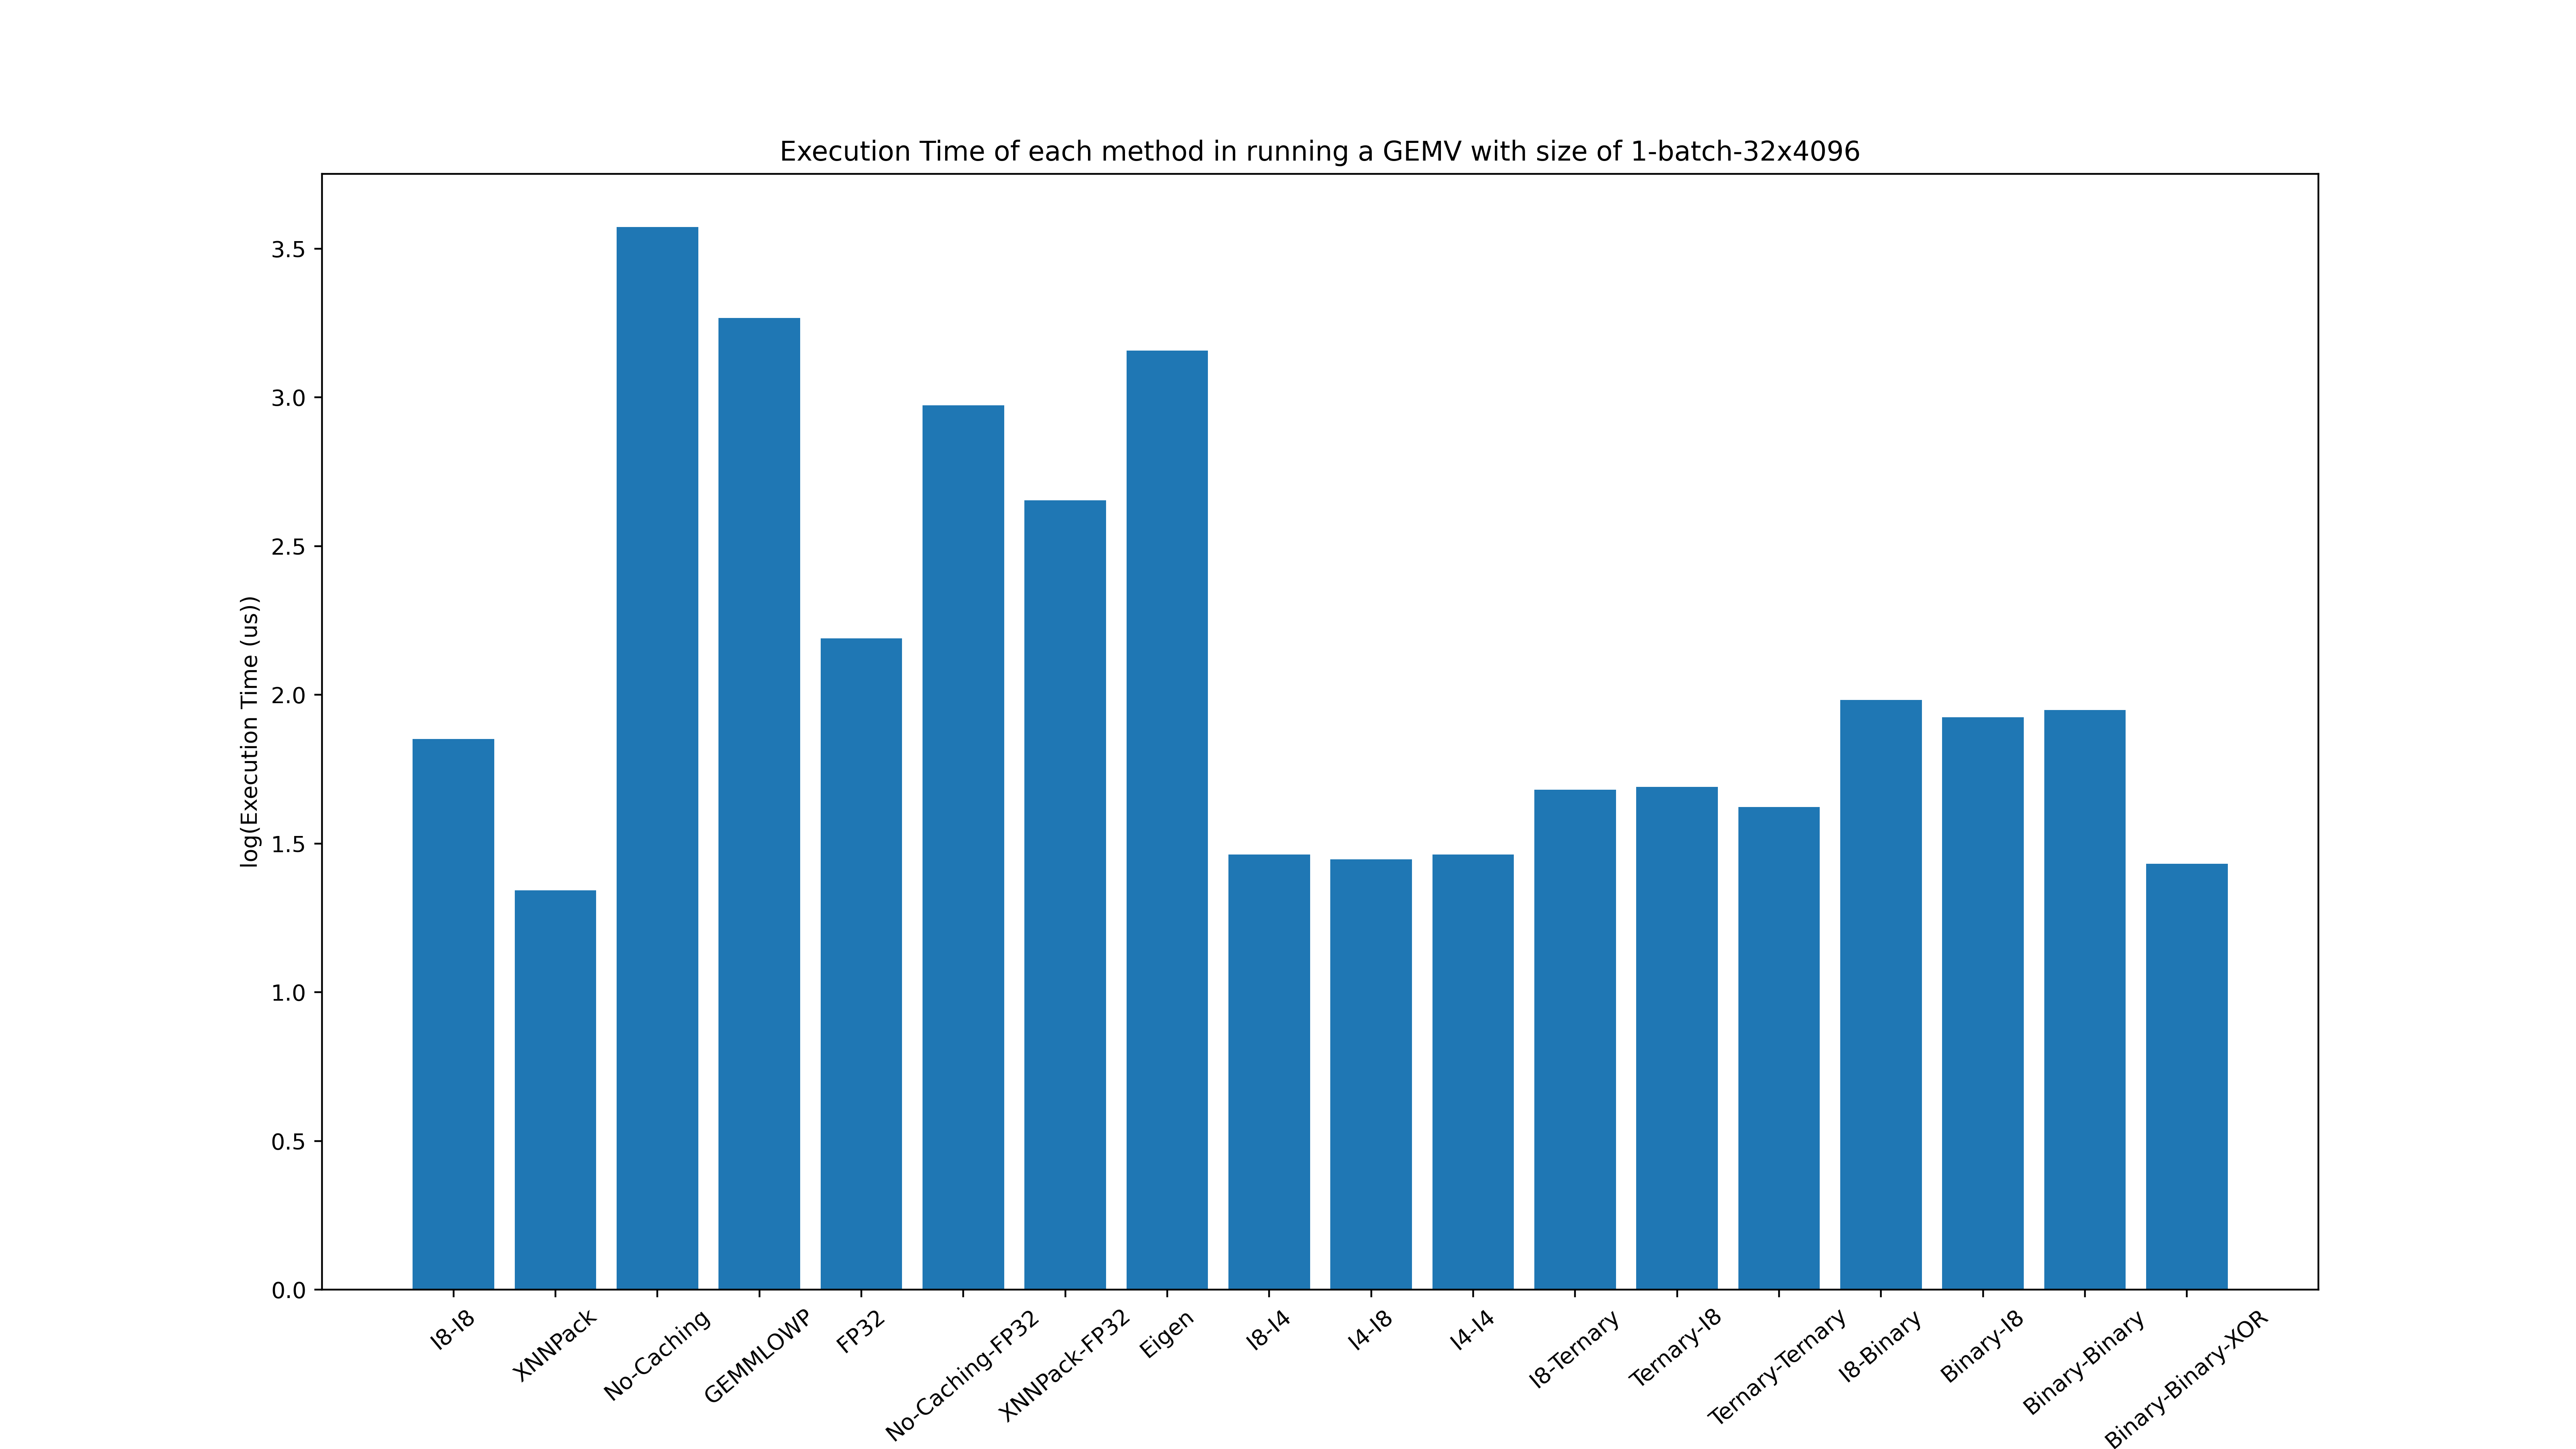 Execution Time of each method in running a GEMV with size of 1-batch-32x4096
log(Execution Time (us))
3.5
3.0
2.5
2.0
1.5
1.0
0.5
0.0
I8-I8
XNNPack
No-Caching
GEMMLOWP
FP32
No-Caching-FP32
XNNPack-FP32
Eigen
I8-I4
I4-I8
I4-I4
I8-Ternary
Ternary-I8
Ternary-Ternary
I8-Binary
Binary-I8
Binary-Binary
Binary-Binary-XOR